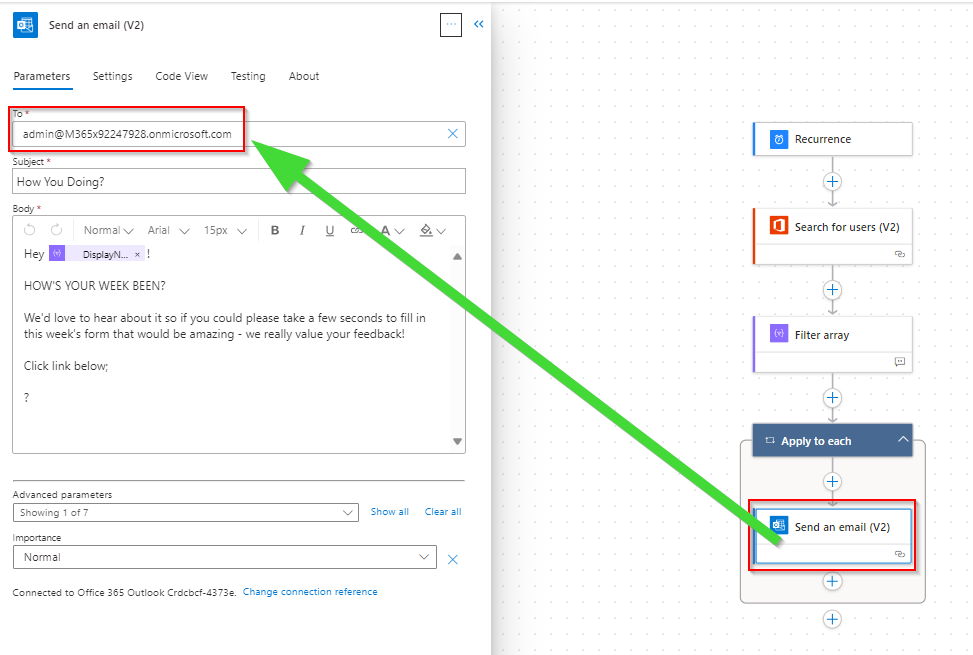 Send an email (V2)
Parameters Settings Code View Testing About
To *
admin@M365x92247928.onmicrosoft.com
Subject *
How You Doing?
Body *
Normal Arial 15px B I U A
Hey DisplayN... × !
HOW'S YOUR WEEK BEEN?
We'd love to hear about it so if you could please take a few seconds to fill in
this week's form that would be amazing - we really value your feedback!
Click link below;
?
Advanced parameters
Showing 1 of 7 Show all Clear all
Importance
Normal
Connected to Office 365 Outlook Crdcbcf-4373e. Change connection reference
Recurrence
Search for users (V2)
Filter array
Apply to each
Send an email (V2)